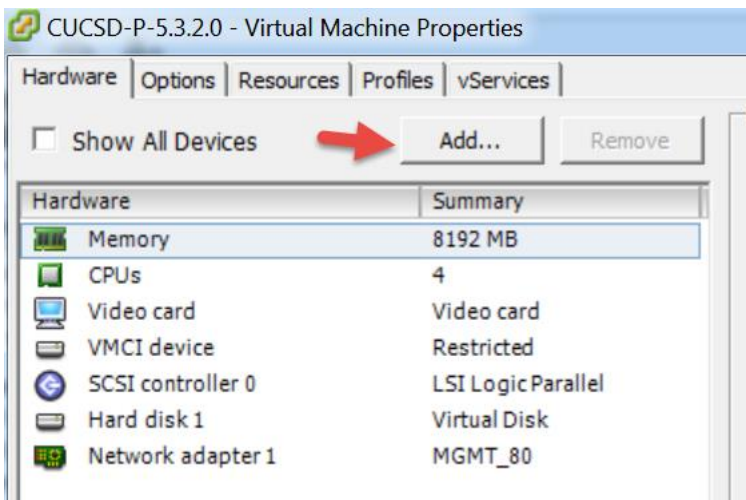 CUCSD-P-5.3.2.0 - Virtual Machine Properties
Hardware Options Resources Profiles vServices
Show All Devices Add... Remove
Hardware Summary
Memory 8192 MB
CPUs 4
Video card Video card
VMCI device Restricted
SCSI controller 0 LSI Logic Parallel
Hard disk 1 Virtual Disk
Network adapter 1 MGMT_80